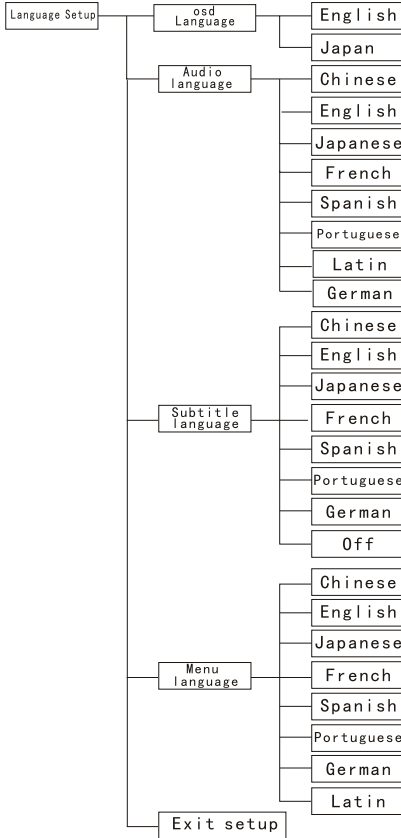 Language Setup
osd
Language
English
Japan
Audio
language
Chinese
English
Japanese
French
Spanish
Portuguese
Latin
German
Subtitle
language
Chinese
English
Japanese
French
Spanish
Portuguese
German
Off
Menu
language
Chinese
English
Japanese
French
Spanish
Portuguese
German
Latin
Exit setup